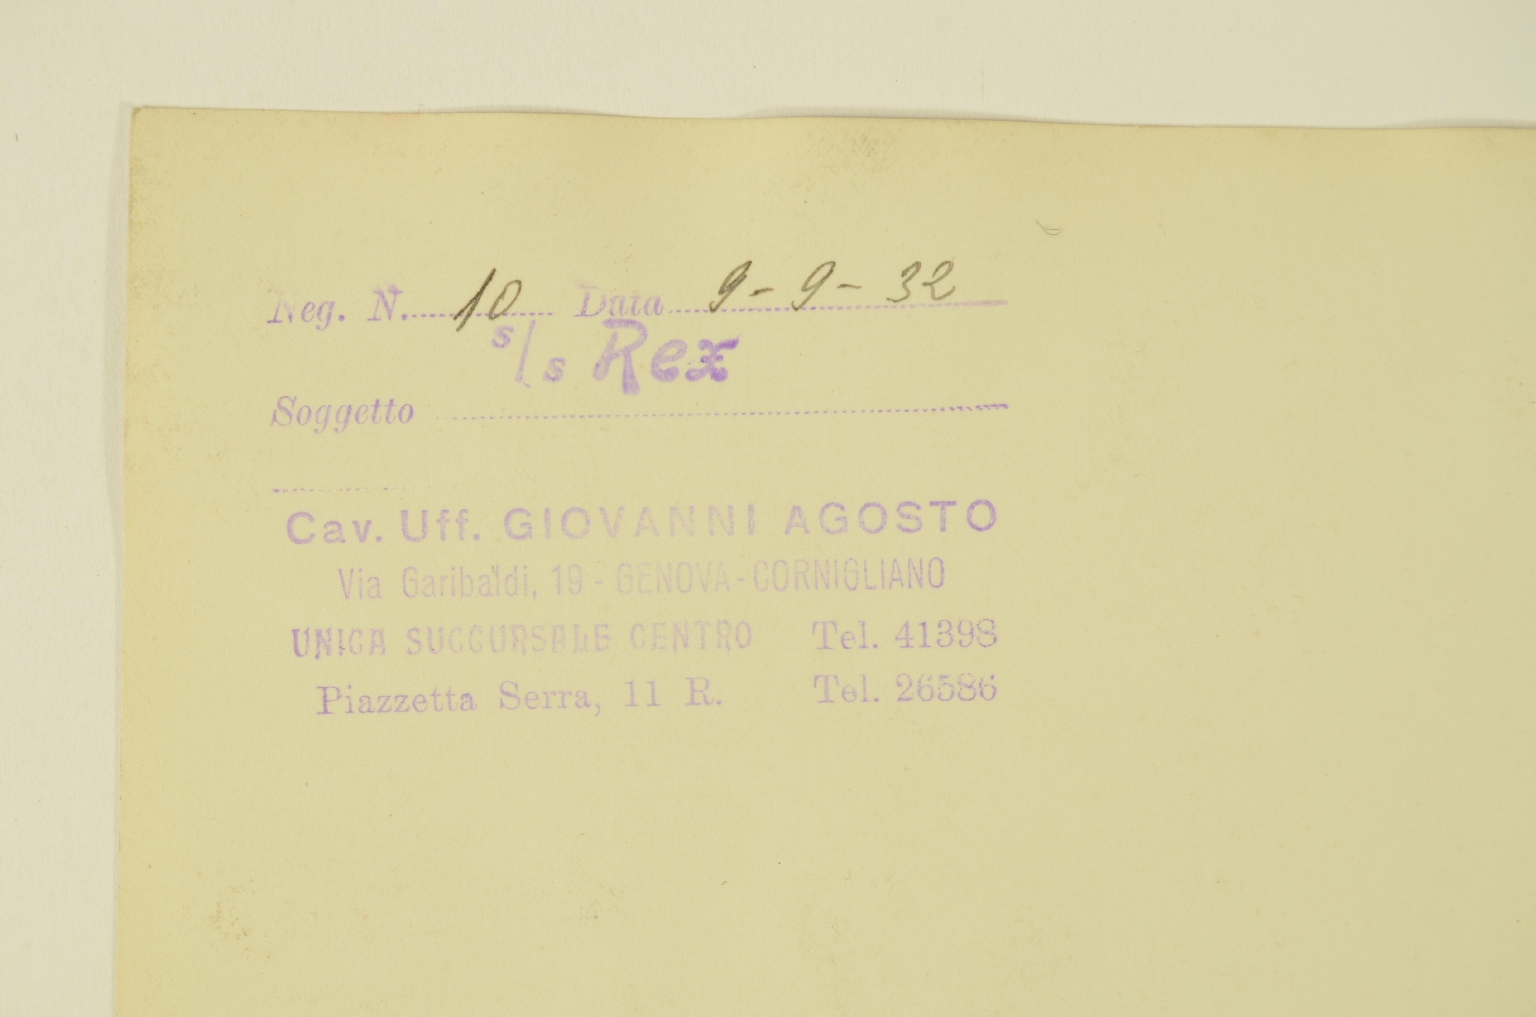 Neg. N. 10 Data 9-9-32
s/s Rex
Soggetto
Cav. Uff. GIOVANNI AGOSTO
Via Garibaldi, 19 - GENOVA-CORNIGLIANO
UNICA SUCCURSALE CENTRO Tel. 41398
Piazzetta Serra, 11 R. Tel. 26586